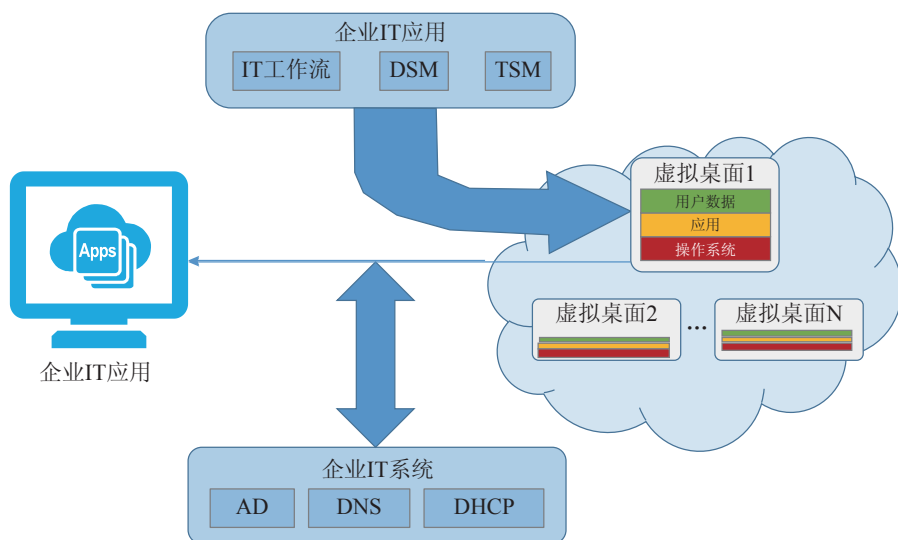 企业IT应用
IT工作流 DSM TSM
虚拟桌面1
用户数据
应用
操作系统
Apps
虚拟桌面2 ... 虚拟桌面N
企业IT应用
企业IT系统
AD DNS DHCP